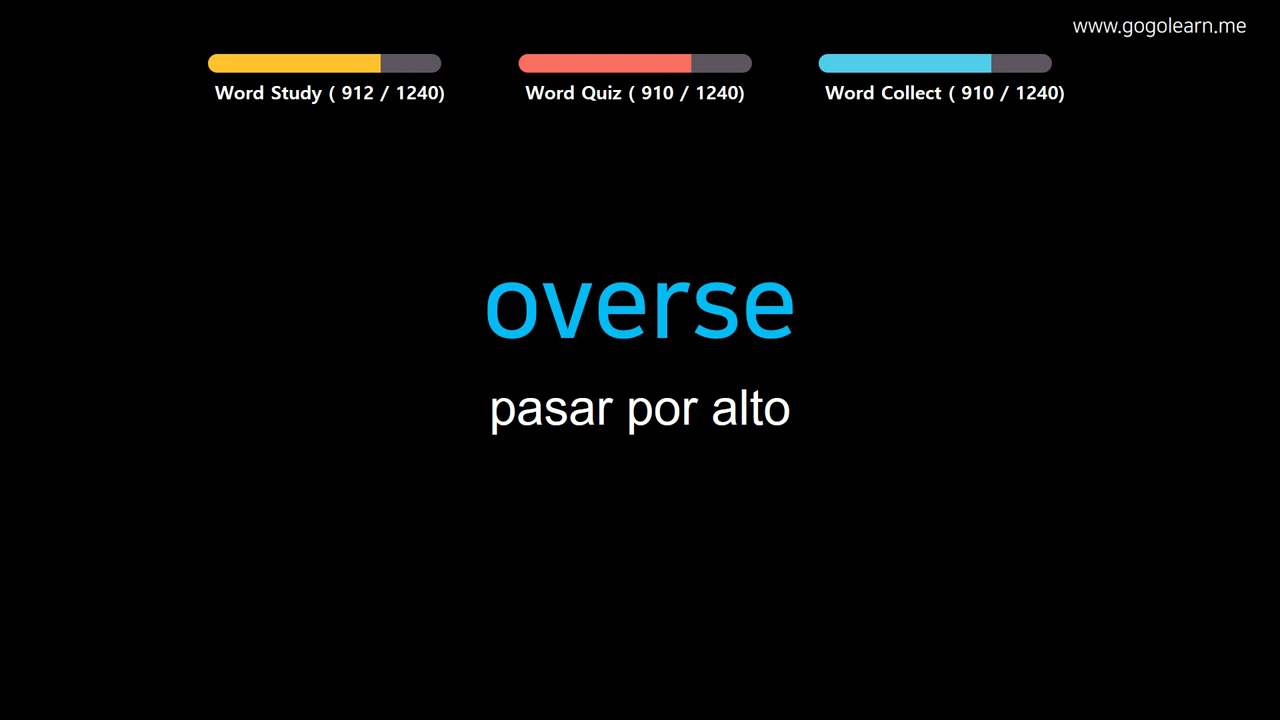 www.gogolearn.me
Word Study ( 912 / 1240)
Word Quiz ( 910 / 1240)
Word Collect ( 910 / 1240)
overse
pasar por alto